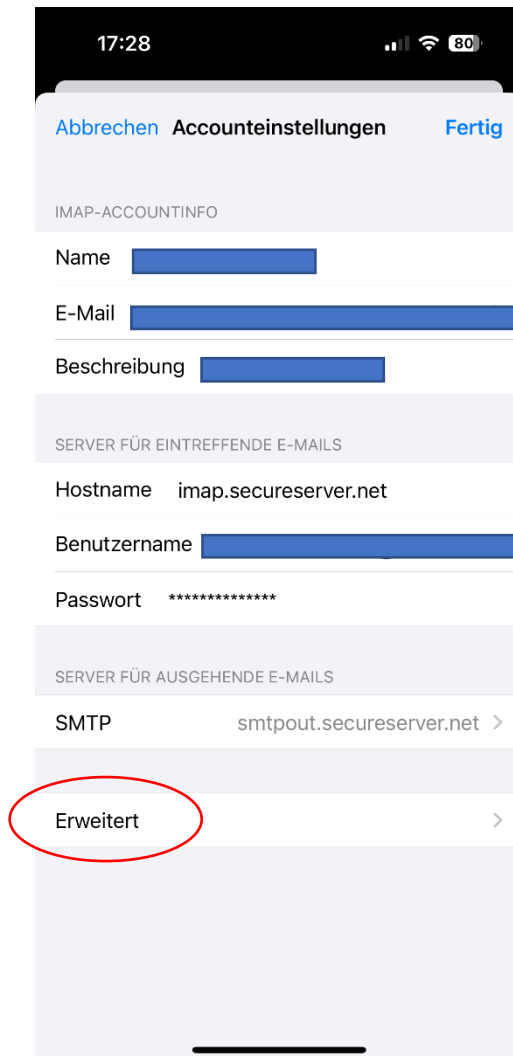 17:28
80
Abbrechen Accounteinstellungen Fertig
IMAP-ACCOUNTINFO
Name
E-Mail
Beschreibung
SERVER FÜR EINTREFFENDE E-MAILS
Hostname imap.secureserver.net
Benutzername
Passwort **************
SERVER FÜR AUSGEHENDE E-MAILS
SMTP smtpout.secureserver.net
Erweitert